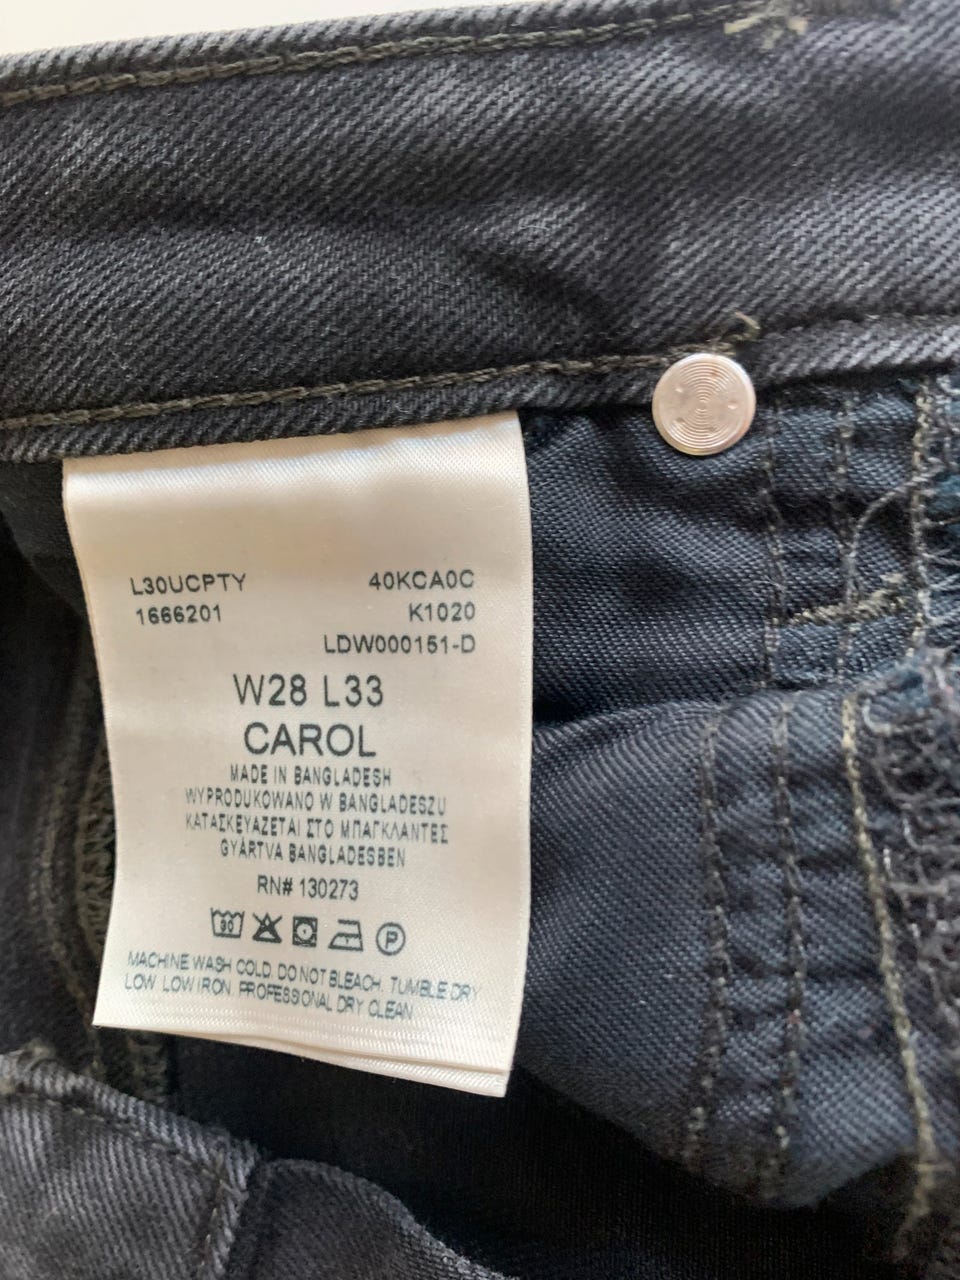 L30UCPTY 40KCA0C
1666201 K1020
LDW000151-D
W28 L33
CAROL
MADE IN BANGLADESH
WYPRODUKOWANO W BANGLADESZU
ΚΑΤΑΣΚΕΥΑΖΕΤΑΙ ΣΤΟ ΜΠΑΓΚΛΑΝΤΕΣ
GYÁRTVA BANGLADESBEN
RN# 130273
30 P
MACHINE WASH COLD. DO NOT BLEACH. TUMBLE DRY
LOW. LOW IRON. PROFESSIONAL DRY CLEAN